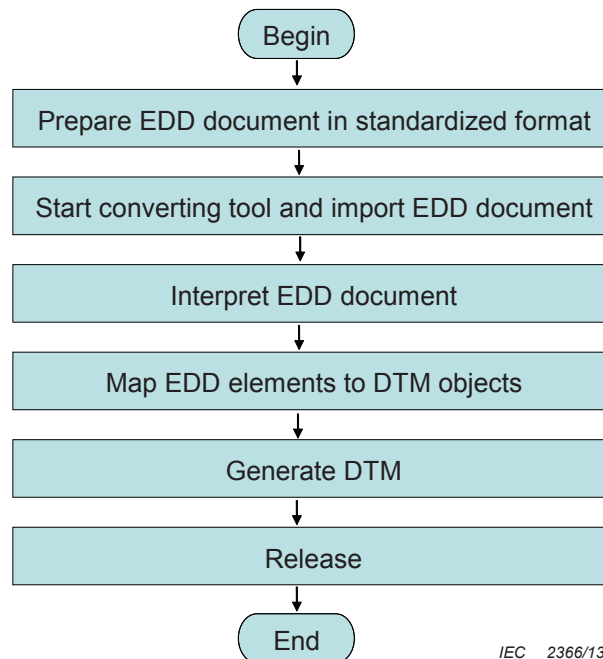 Begin
Prepare EDD document in standardized format
Start converting tool and import EDD document
Interpret EDD document
Map EDD elements to DTM objects
Generate DTM
Release
End
IEC 2366/13